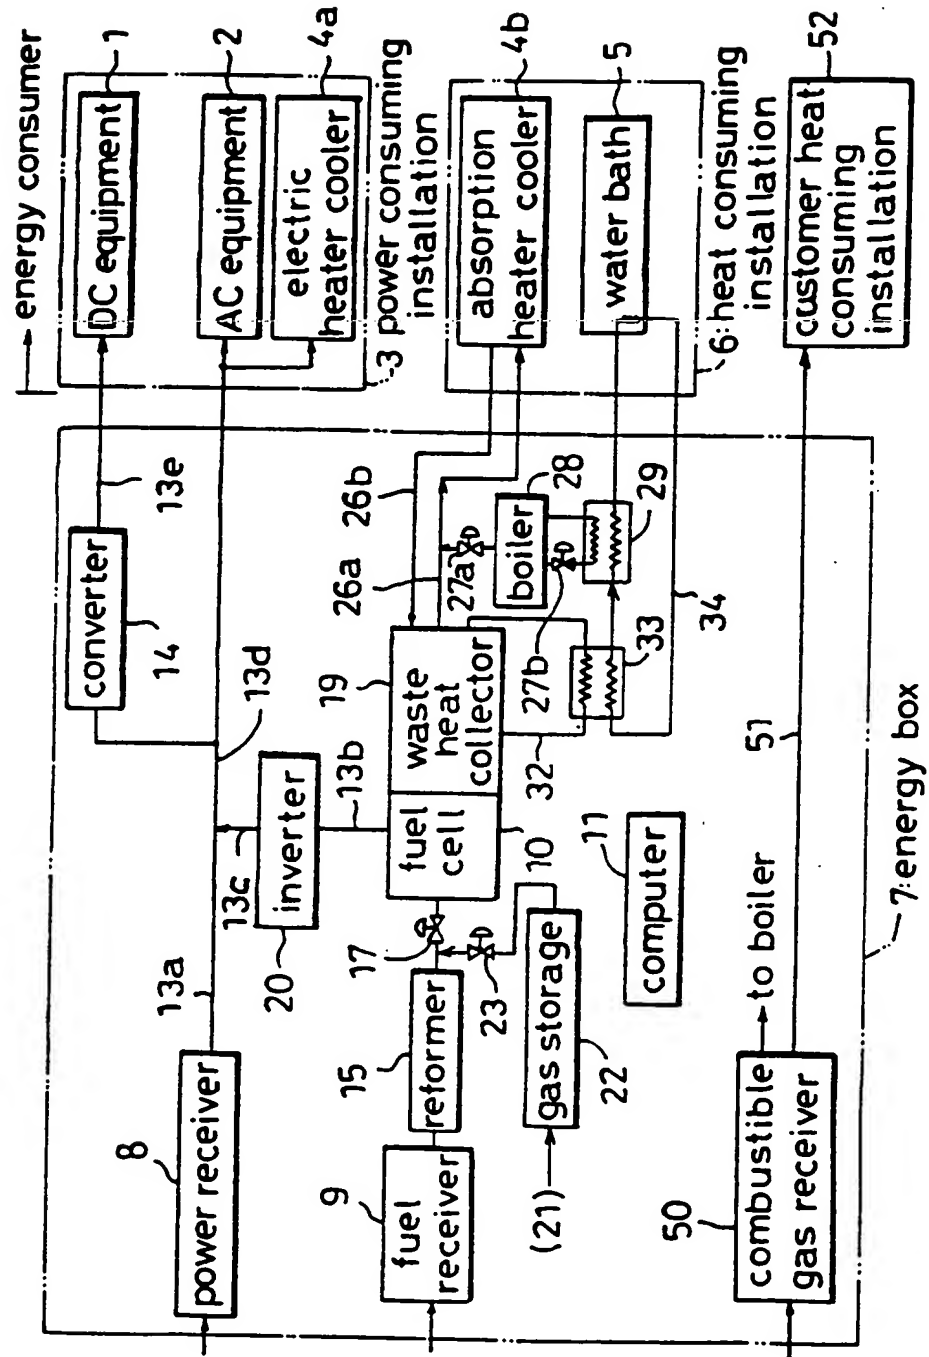 energy consumer
1
DC equipment
converter
14
13e
2
AC equipment
8
power receiver
13a
13c
13d
4a
electric
heater cooler
20
inverter
13b
3 power consuming
installation
9
fuel
receiver
15
retormer
17
fuel
cell
19
waste
heat
collector
26a
26b
4b
absorption
heater cooler
23
10
27a
boiler
28
(21)
gas storage
22
32
27b
33
29
5
water bath
11
computer
34
6:heat consuming
installation
50
combustible
gas receiver
to boiler
51
52
customer heat
consuming
installation
7:energy box